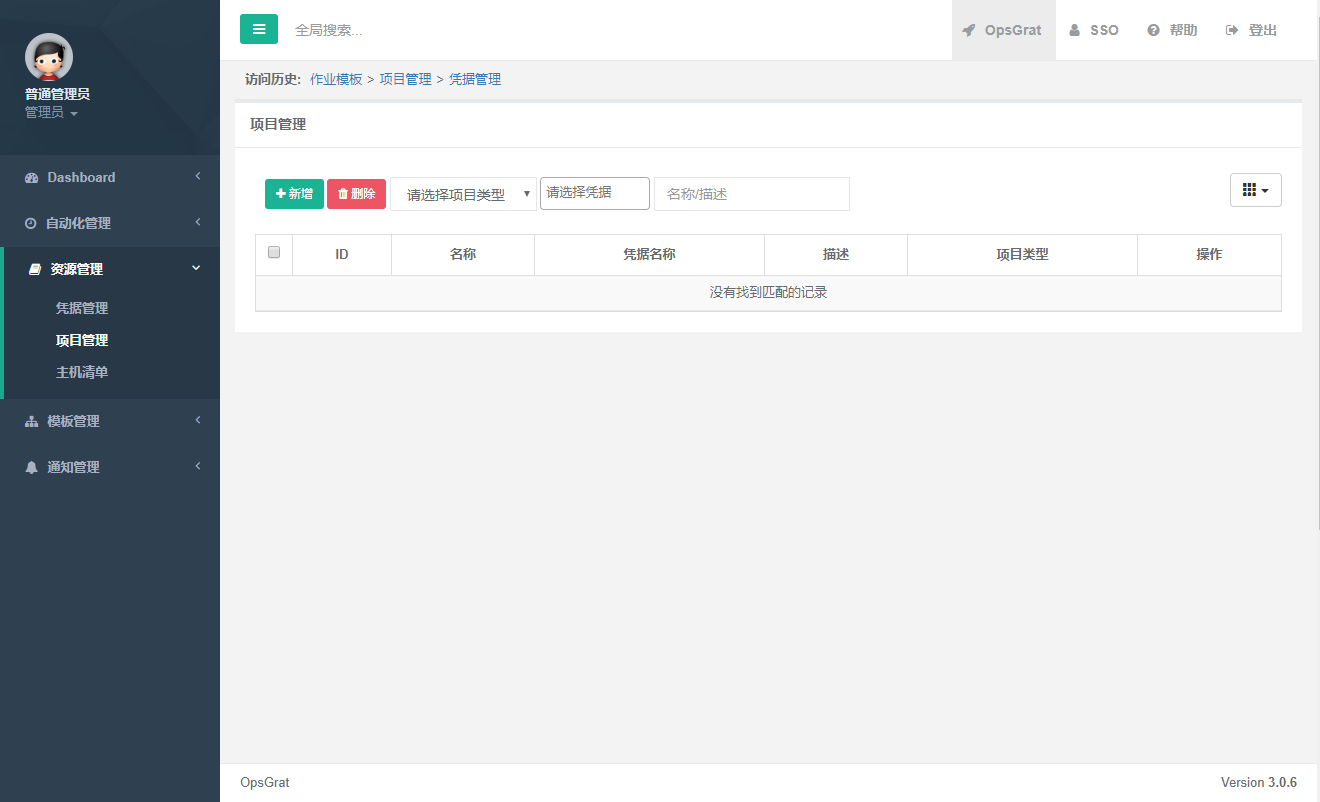 普通管理员
管理员
Dashboard
自动化管理
资源管理
凭据管理
项目管理
主机清单
模板管理
通知管理
全局搜索...
OpsGrat
SSO
帮助
登出
访问历史: 作业模板 > 项目管理 > 凭据管理
项目管理
新增
删除
请选择项目类型
请选择凭据
名称/描述
ID 名称 凭据名称 描述 项目类型 操作
没有找到匹配的记录
OpsGrat
Version 3.0.6